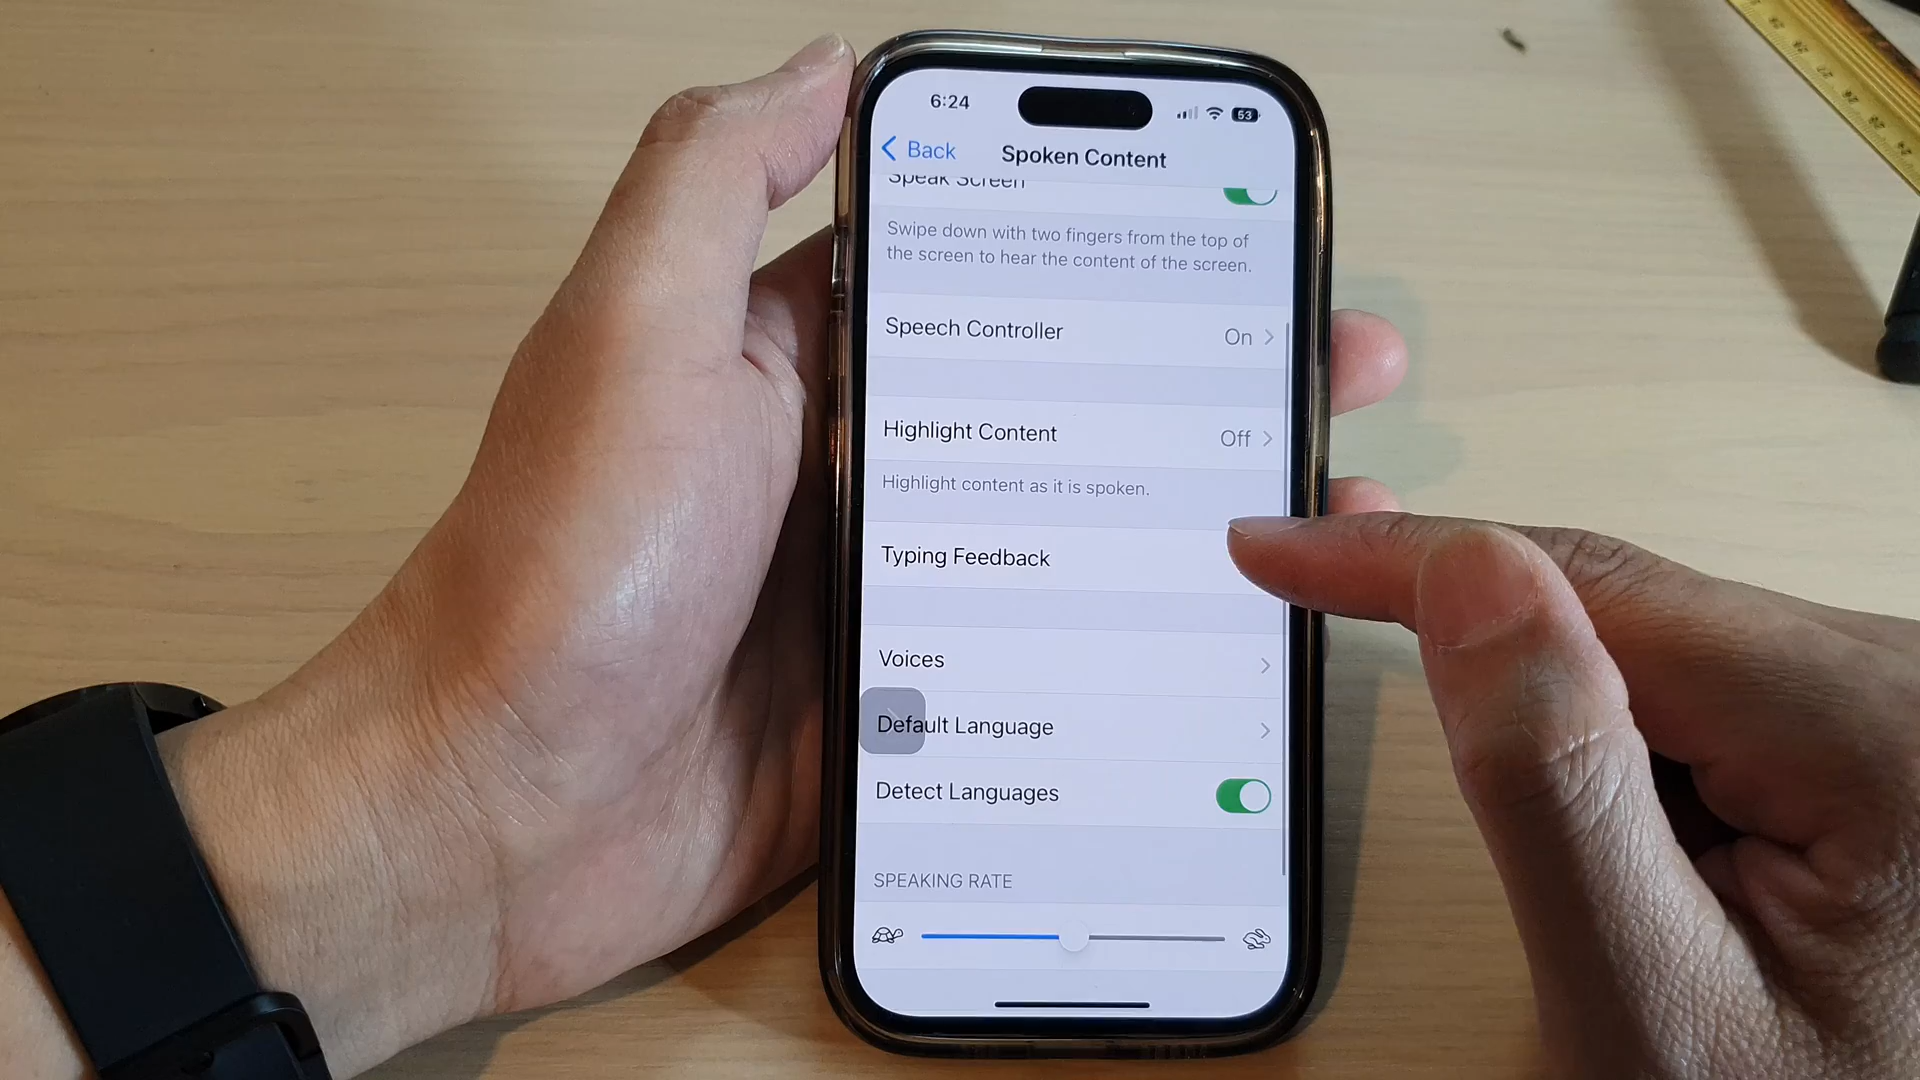 6:24
53
Back
Spoken Content
Speak Screen
Swipe down with two fingers from the top of
the screen to hear the content of the screen.
Speech Controller
On
Highlight Content
Off
Highlight content as it is spoken.
Typing Feedback
Voices
Default Language
Detect Languages
SPEAKING RATE